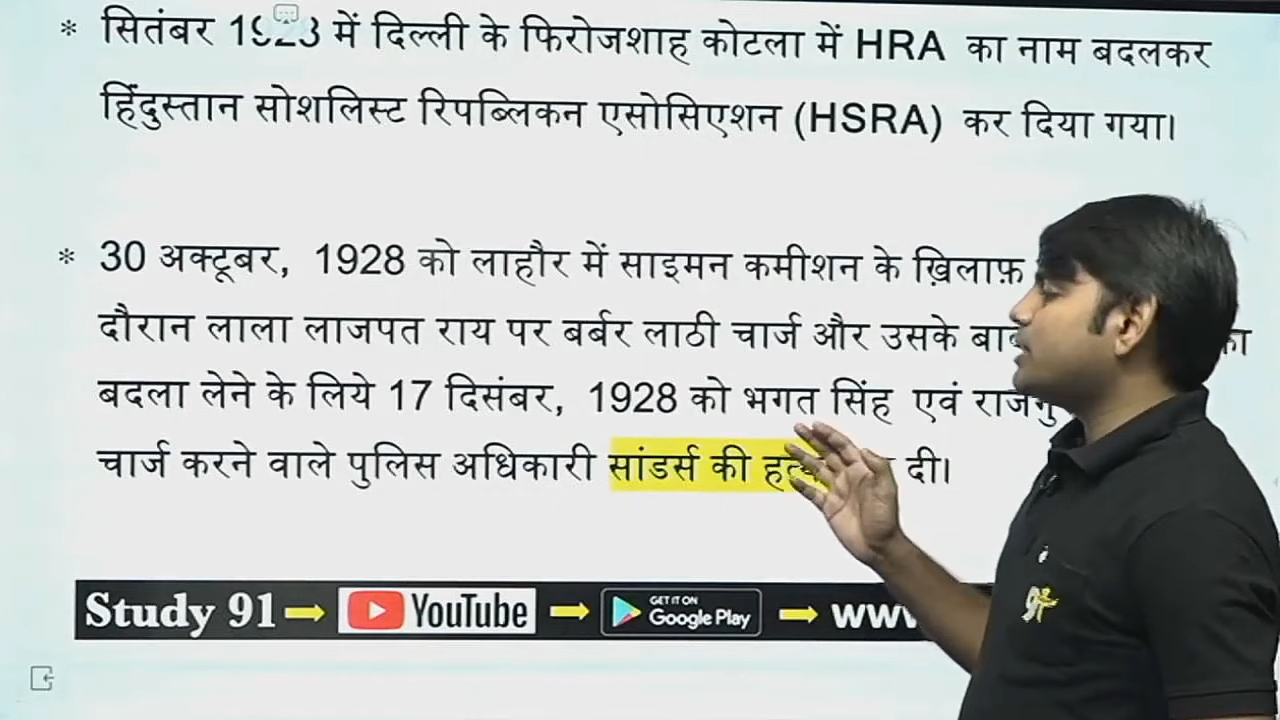 * सितंबर 1923 में दिल्ली के फिरोजशाह कोटला में HRA का नाम बदलकर
हिंदुस्तान सोशलिस्ट रिपब्लिकन एसोसिएशन (HSRA) कर दिया गया।
* 30 अक्टूबर, 1928 को लाहौर में साइमन कमीशन के ख़िलाफ़
दौरान लाला लाजपत राय पर बर्बर लाठी चार्ज और उसके
बदला लेने के लिये 17 दिसंबर, 1928 को भगत सिंह एवं
चार्ज करने वाले पुलिस अधिकारी सांडर्स की दी।
Study 91 YouTube GET IT ON Google Play
91